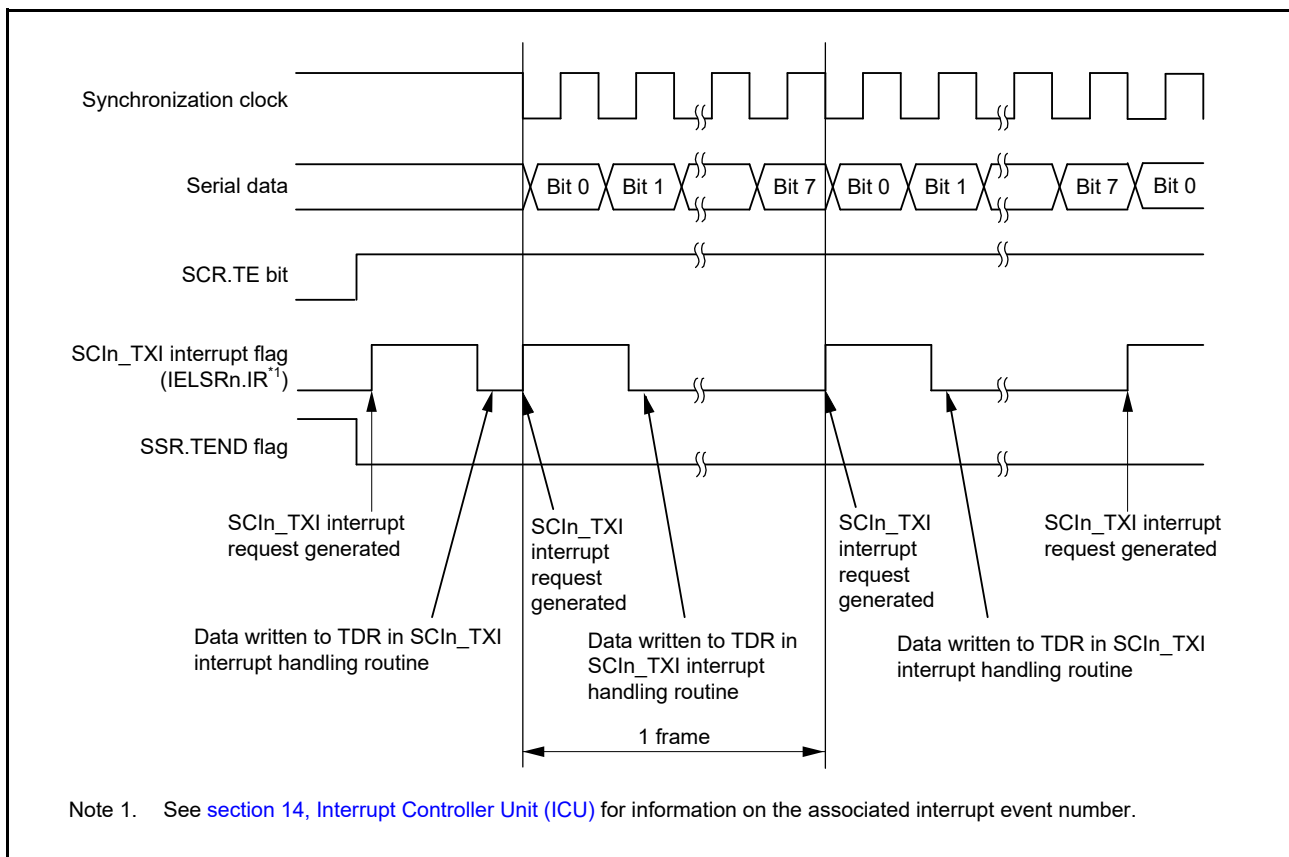 Synchronization clock
Serial data
Bit 0 Bit 1 Bit 7 Bit 0 Bit 1 Bit 7 Bit 0
SCR.TE bit
SCIn_TXI interrupt flag
(IELSRn.IR*1)
SSR.TEND flag
SCIn_TXI interrupt
request generated
SCIn_TXI
interrupt
request
generated
SCIn_TXI
interrupt
request
generated
SCIn_TXI interrupt
request generated
Data written to TDR in SCIn_TXI
interrupt handling routine
Data written to TDR in
SCIn_TXI interrupt
handling routine
Data written to TDR in SCIn_TXI
interrupt handling routine
1 frame
Note 1. See section 14, Interrupt Controller Unit (ICU) for information on the associated interrupt event number.